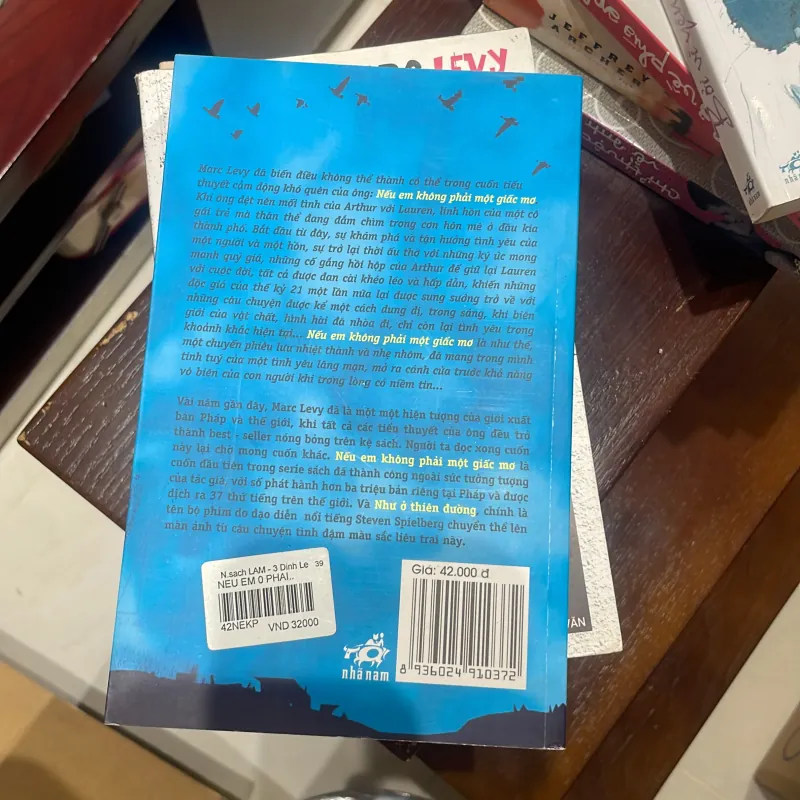 LEVY
JEFFREY
ARCHER
Marc Levy đã biến điều không thể thành có thể trong cuốn tiểu
thuyết cảm động khó quên của ông: Nếu em không phải một giấc mơ
Khi ông dệt nên mối tình của Arthur với Lauren, linh hồn của một cô
gái trẻ mà thân thể đang đắm chìm trong cơn hôn mê ở đầu kia
thành phố. Bắt đầu từ đây, sự khám phá và tận hưởng tình yêu của
một người và một hồn, sự trở lại thời ấu thơ với những ký ức mong
manh quý giá, những cố gắng hồi hộp của Arthur để giữ lại Lauren
với cuộc đời, tất cả được đan cài khéo léo và hấp dẫn, khiến những
độc giả của thế kỷ 21 một lần nữa lại được sung sướng trở về với
những câu chuyện được kể một cách dung dị, trong sáng, khi biên
giới của vật chất, hình hài đã nhòa đi, chỉ còn lại tình yêu trong
khoảnh khắc hiện tại... Nếu em không phải một giấc mơ là như thế,
một chuyến phiêu lưu nhiệt thành và nhẹ nhõm, đã mang trong mình
tinh tuý của một tình yêu lãng mạn, mở ra cánh cửa trước khả năng
vô biên của con người khi trong lòng có niềm tin...
Vài năm gần đây, Marc Levy đã là một một hiện tượng của giới xuất
bản Pháp và thế giới, khi tất cả các tiểu thuyết của ông đều trở
thành best - seller nóng bỏng trên kệ sách. Người ta đọc xong cuốn
này lại chờ mong cuốn khác. Nếu em không phải một giấc mơ là
cuốn đầu tiên trong serie sách đã thành công ngoài sức tưởng tượng
của tác giả, với số phát hành hơn ba triệu bản riêng tại Pháp và được
dịch ra 37 thứ tiếng trên thế giới. Và Như ở thiên đường, chính là
tên bộ phim do đạo diễn nổi tiếng Steven Spielberg chuyển thể lên
màn ảnh từ câu chuyện tình đậm màu sắc liêu trai này.
N.sach LAM - 3 Dinh Le 39
NEU EM 0 PHAI..
42NEKP VND 32000
Giá: 42.000 đ
8 936024 910372
nhã nam
VĂN